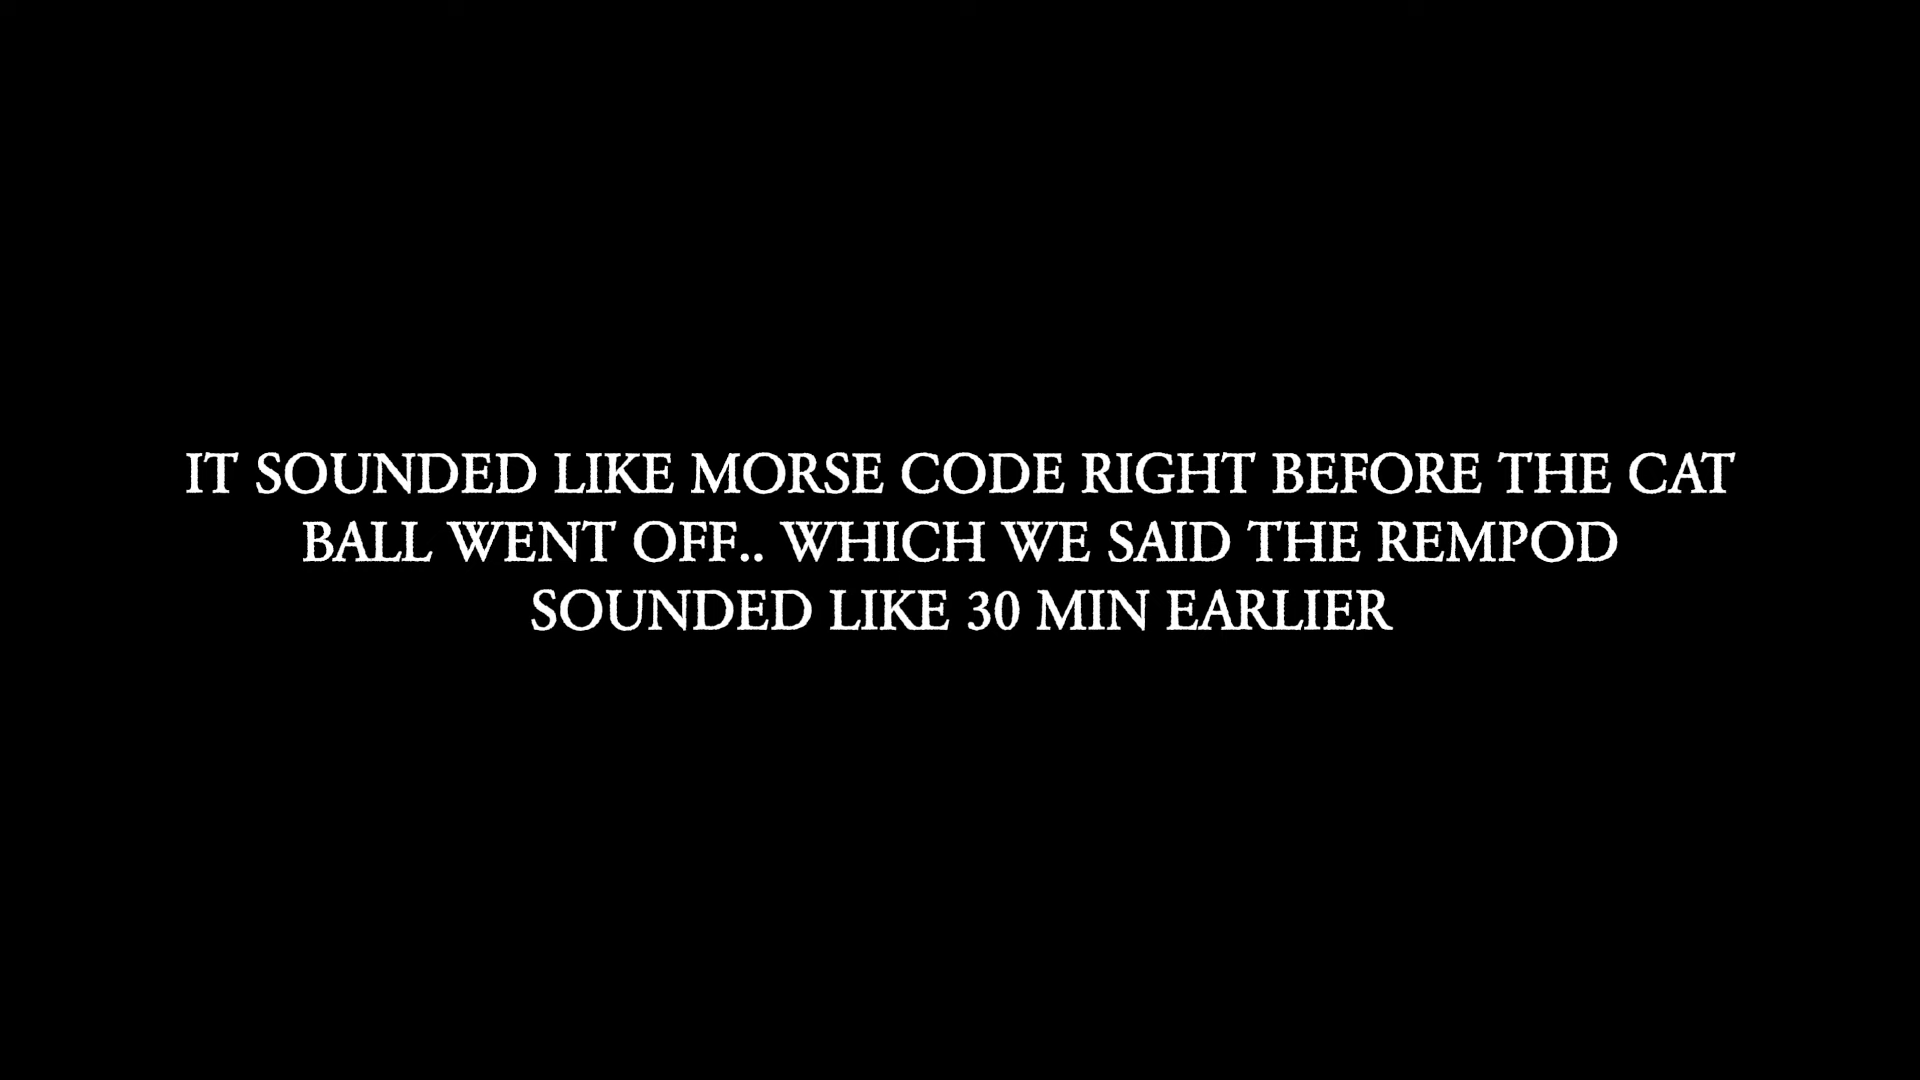 IT SOUNDED LIKE MORSE CODE RIGHT BEFORE THE CAT
BALL WENT OFF.. WHICH WE SAID THE REMPOD
SOUNDED LIKE 30 MIN EARLIER